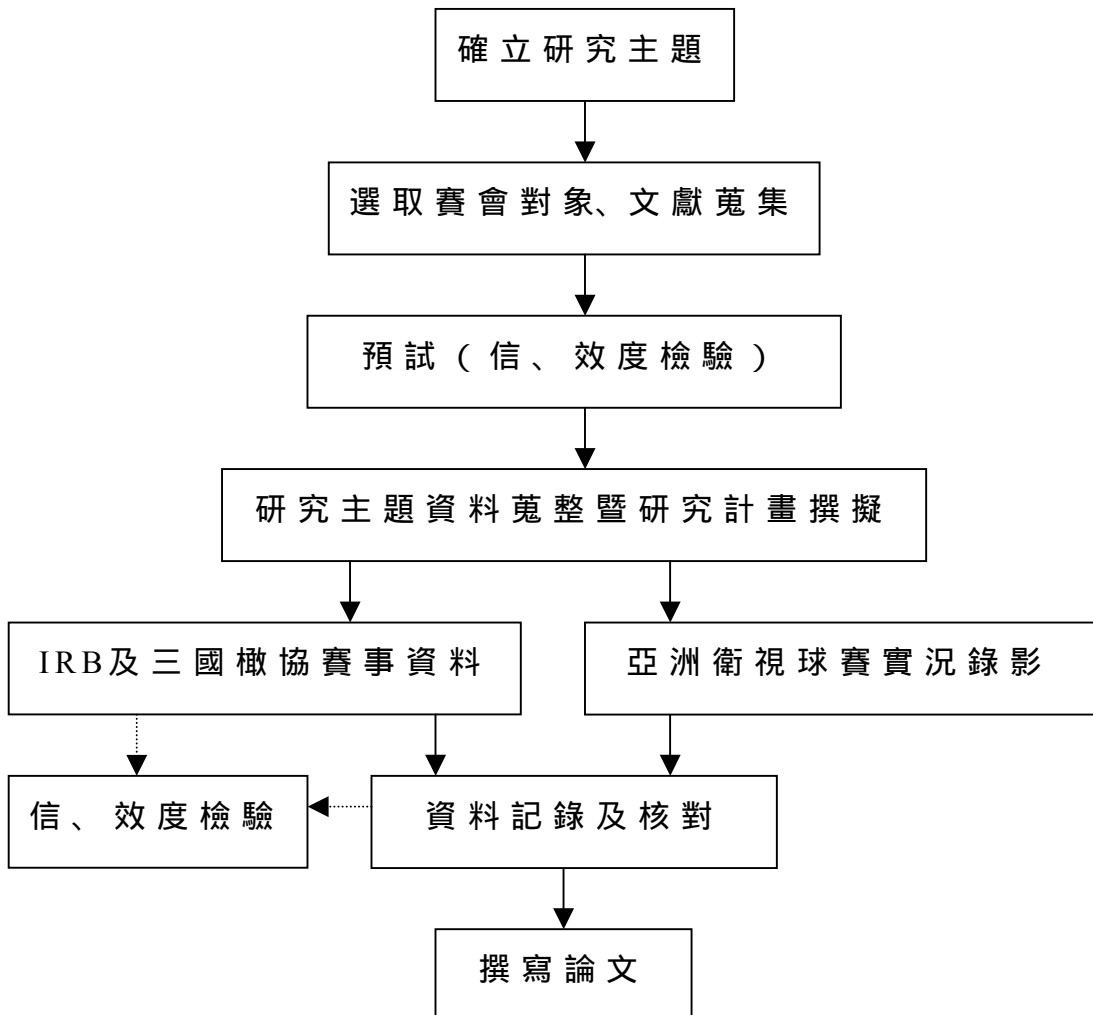 確立研究主題
選取賽會對象、文獻蒐集
預試（信、效度檢驗）
研究主題資料蒐整暨研究計畫撰擬
IRB及三國橄協賽事資料
亞洲衛視球賽實況錄影
信、效度檢驗
資料記錄及核對
撰寫論文